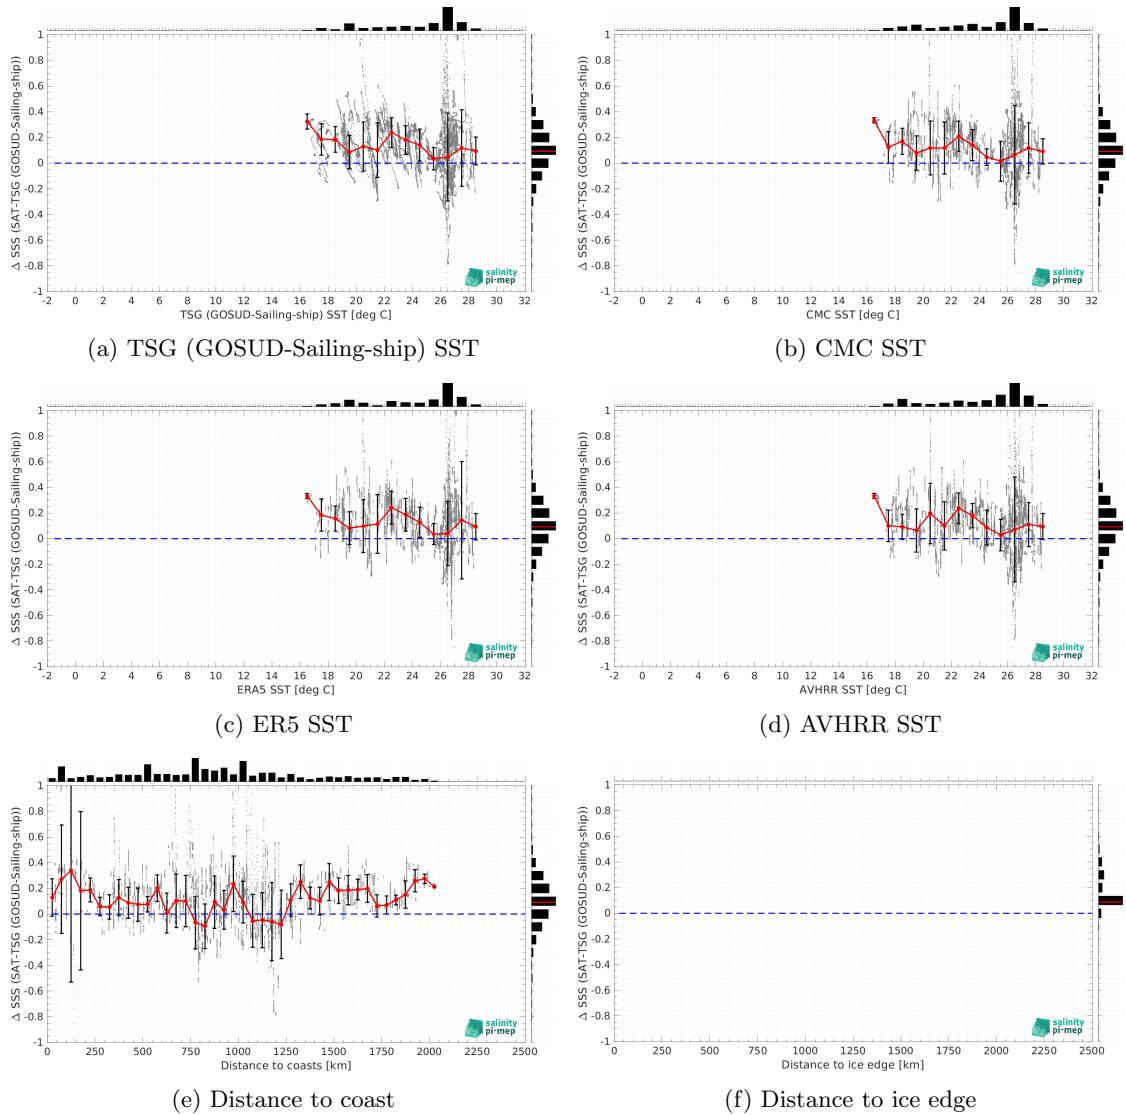 Δ SSS (SAT-TSG (GOSUD-Sailing-ship))
1
0.8
0.6
0.4
0.2
0
-0.2
-0.4
-0.6
-0.8
-1
-2 0 2 4 6 8 10 12 14 16 18 20 22 24 26 28 30 32
TSG (GOSUD-Sailing-ship) SST [deg C]
salinity
pi-mep
(a) TSG (GOSUD-Sailing-ship) SST
Δ SSS (SAT-TSG (GOSUD-Sailing-ship))
1
0.8
0.6
0.4
0.2
0
-0.2
-0.4
-0.6
-0.8
-1
-2 0 2 4 6 8 10 12 14 16 18 20 22 24 26 28 30 32
CMC SST [deg C]
salinity
pi-mep
(b) CMC SST
Δ SSS (SAT-TSG (GOSUD-Sailing-ship))
1
0.8
0.6
0.4
0.2
0
-0.2
-0.4
-0.6
-0.8
-1
-2 0 2 4 6 8 10 12 14 16 18 20 22 24 26 28 30 32
ERA5 SST [deg C]
salinity
pi-mep
(c) ER5 SST
Δ SSS (SAT-TSG (GOSUD-Sailing-ship))
1
0.8
0.6
0.4
0.2
0
-0.2
-0.4
-0.6
-0.8
-1
-2 0 2 4 6 8 10 12 14 16 18 20 22 24 26 28 30 32
AVHRR SST [deg C]
salinity
pi-mep
(d) AVHRR SST
Δ SSS (SAT-TSG (GOSUD-Sailing-ship))
1
0.8
0.6
0.4
0.2
0
-0.2
-0.4
-0.6
-0.8
-1
0 250 500 750 1000 1250 1500 1750 2000 2250 2500
Distance to coasts [km]
salinity
pi-mep
(e) Distance to coast
Δ SSS (SAT-TSG (GOSUD-Sailing-ship))
1
0.8
0.6
0.4
0.2
0
-0.2
-0.4
-0.6
-0.8
-1
0 250 500 750 1000 1250 1500 1750 2000 2250 2500
Distance to ice edge [km]
salinity
pi-mep
(f) Distance to ice edge